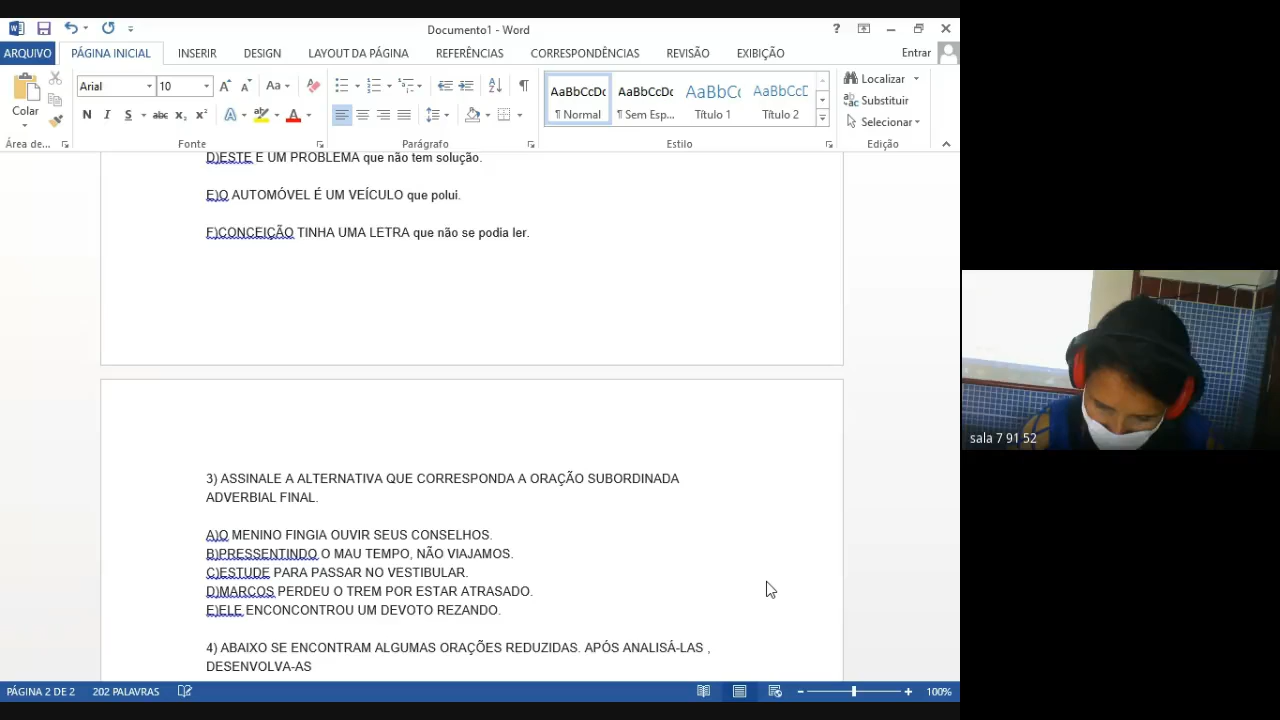 Documento1 - Word
?
ARQUIVO PÁGINA INICIAL INSERIR DESIGN LAYOUT DA PÁGINA REFERÊNCIAS CORRESPONDÊNCIAS REVISÃO EXIBIÇÃO Entrar
Colar
Área de...
Arial 10
Aa
N I S abc x₂ x²
A A
Fonte
Parágrafo
AaBbCcDc AaBbCcDc AaBbCc AaBbCcD
¶ Normal ¶ Sem Esp... Título 1 Título 2
Estilo
Localizar
Substituir
Selecionar
Edição
D)ESTE E UM PROBLEMA que não tem solução.
E)O AUTOMÓVEL É UM VEÍCULO que polui.
F)CONCEIÇÃO TINHA UMA LETRA que não se podia ler.
3) ASSINALE A ALTERNATIVA QUE CORRESPONDA A ORAÇÃO SUBORDINADA
ADVERBIAL FINAL.
A)O MENINO FINGIA OUVIR SEUS CONSELHOS.
B)PRESSENTINDO O MAU TEMPO, NÃO VIAJAMOS.
C)ESTUDE PARA PASSAR NO VESTIBULAR.
D)MARCOS PERDEU O TREM POR ESTAR ATRASADO.
E)ELE ENCONCONTROU UM DEVOTO REZANDO.
4) ABAIXO SE ENCONTRAM ALGUMAS ORAÇÕES REDUZIDAS. APÓS ANALISÁ-LAS ,
DESENVOLVA-AS
PÁGINA 2 DE 2 202 PALAVRAS 100%
sala 7 91 52